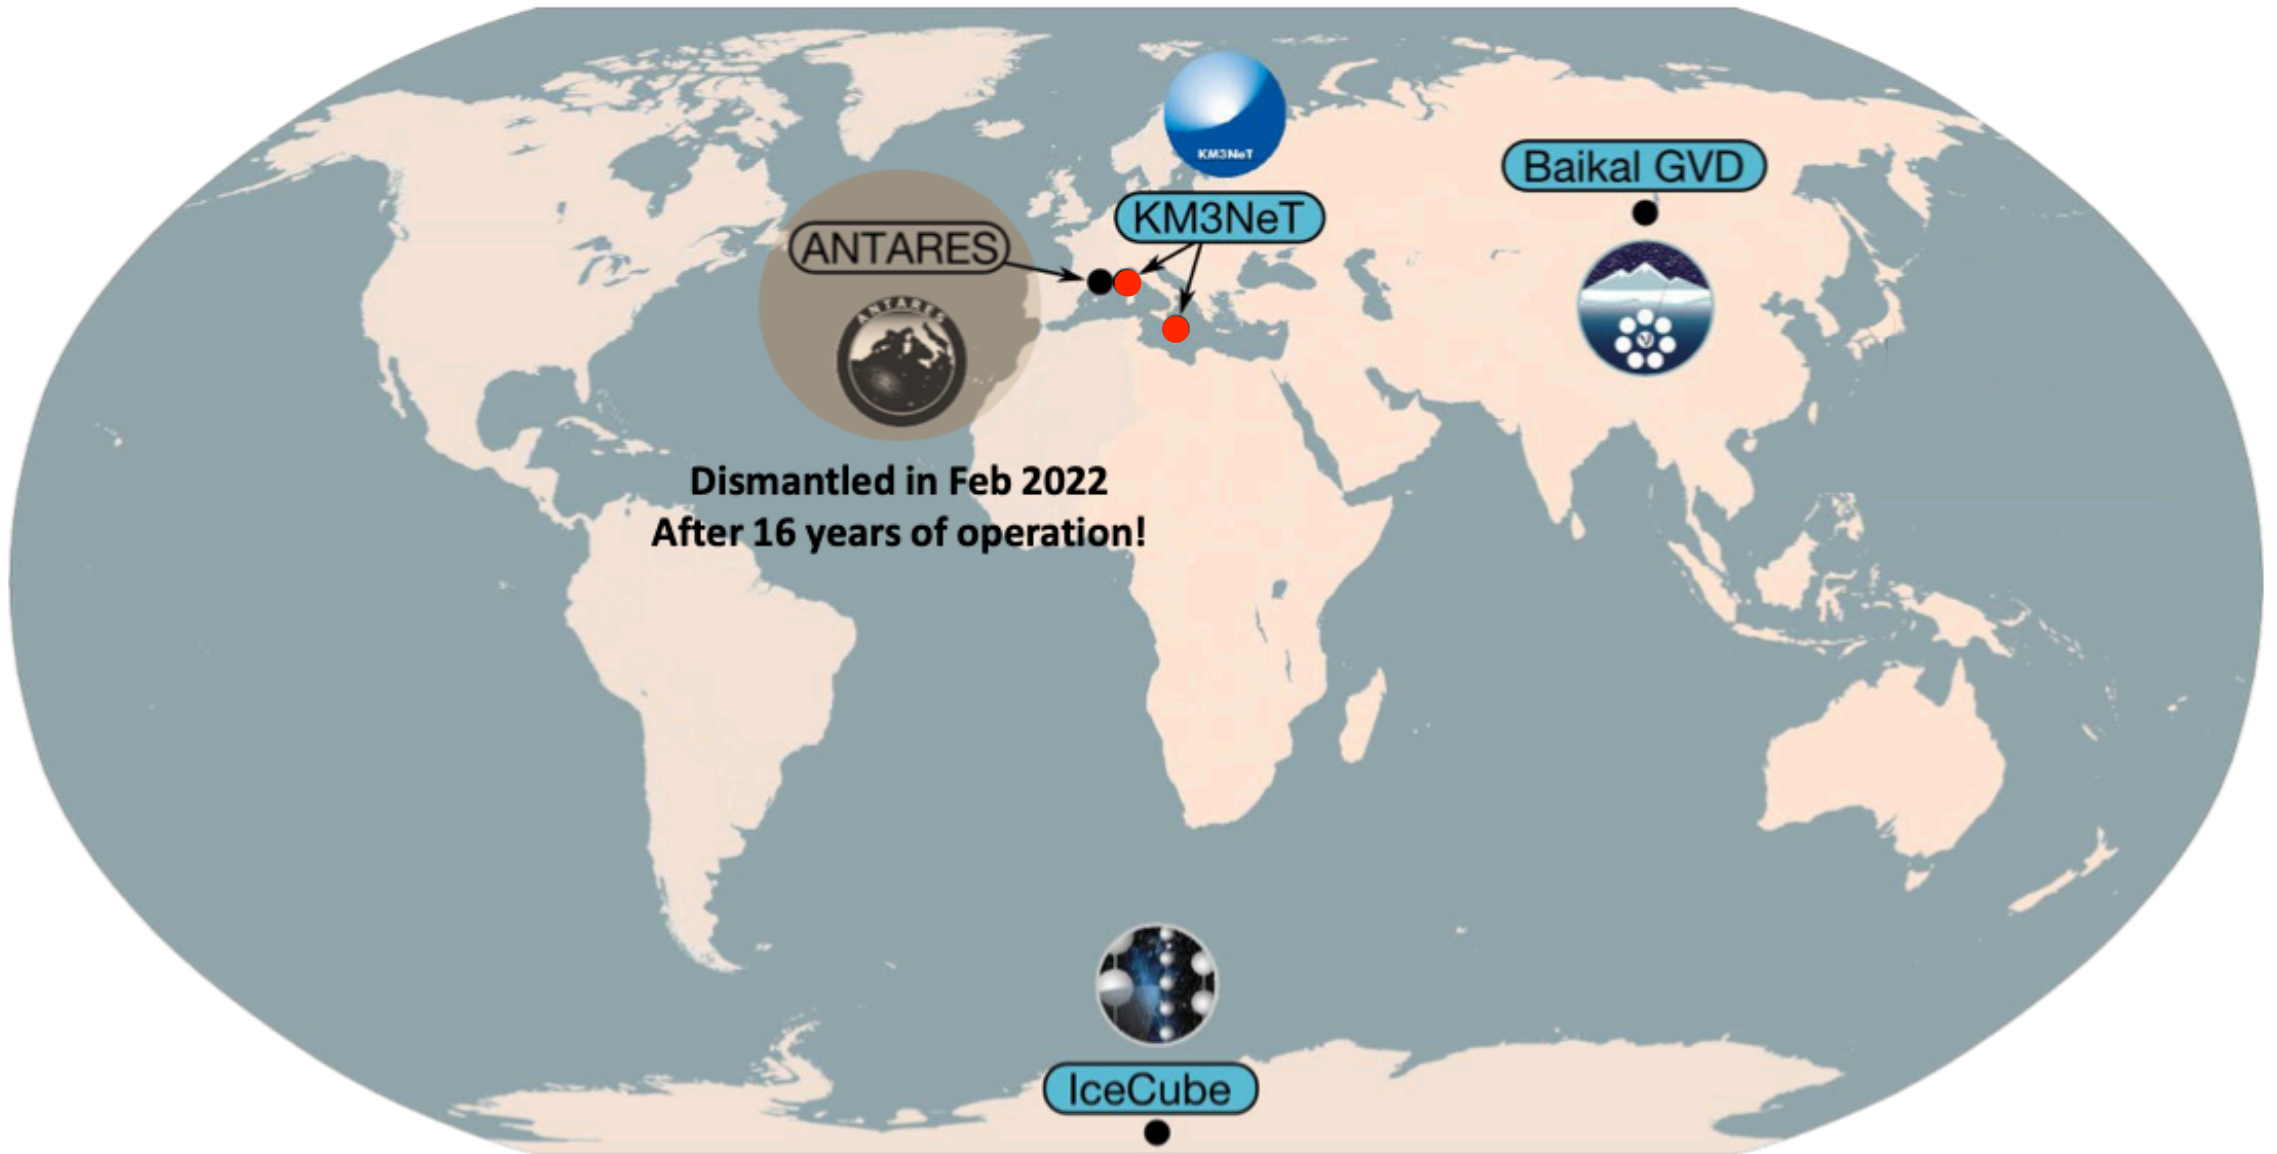 KM3NeT
Baikal GVD
KM3NeT
ANTARES
ANTARES
Dismantled in Feb 2022
After 16 years of operation!
IceCube